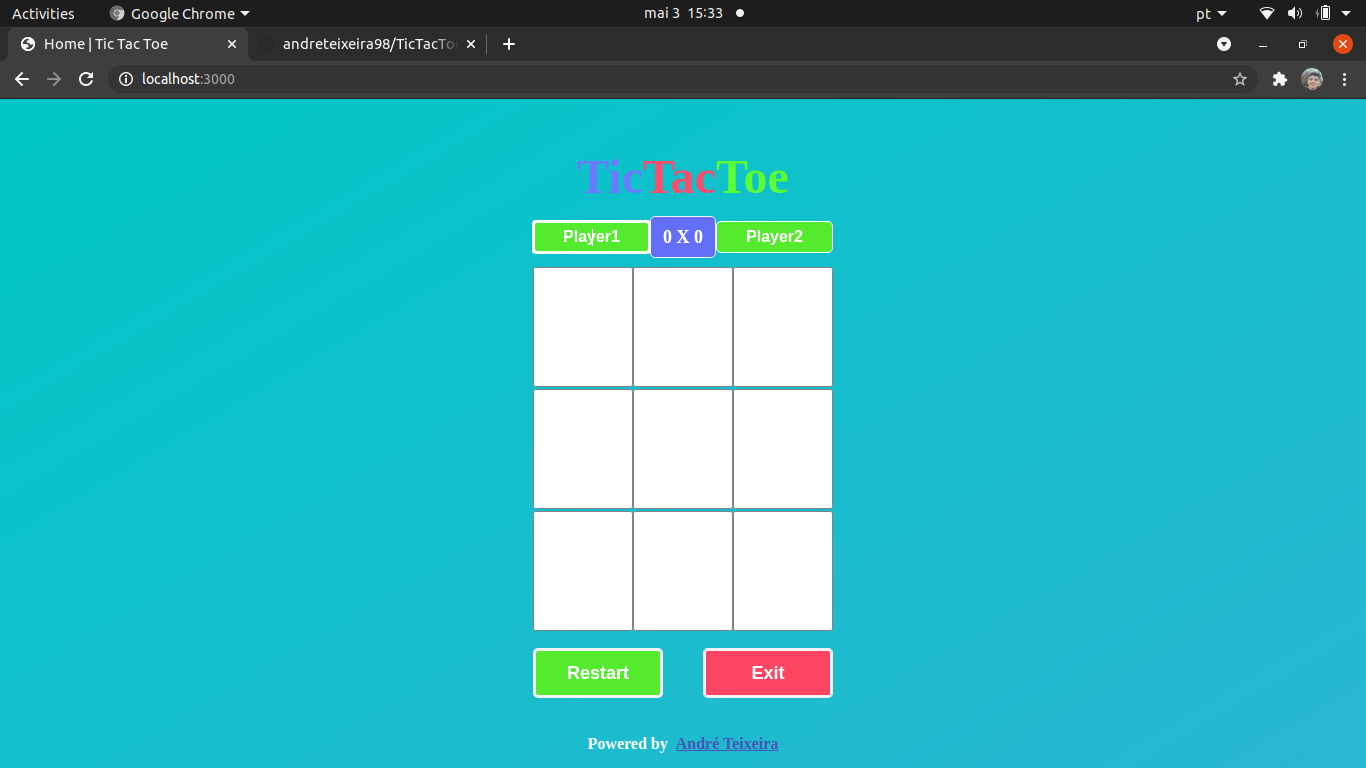 Activities Google Chrome mai 3 15:33 pt
Home | Tic Tac Toe andreteixeira98/TicTacTo
localhost:3000
TicTacToe
Player1 0 X 0 Player2
Restart Exit
Powered by André Teixeira